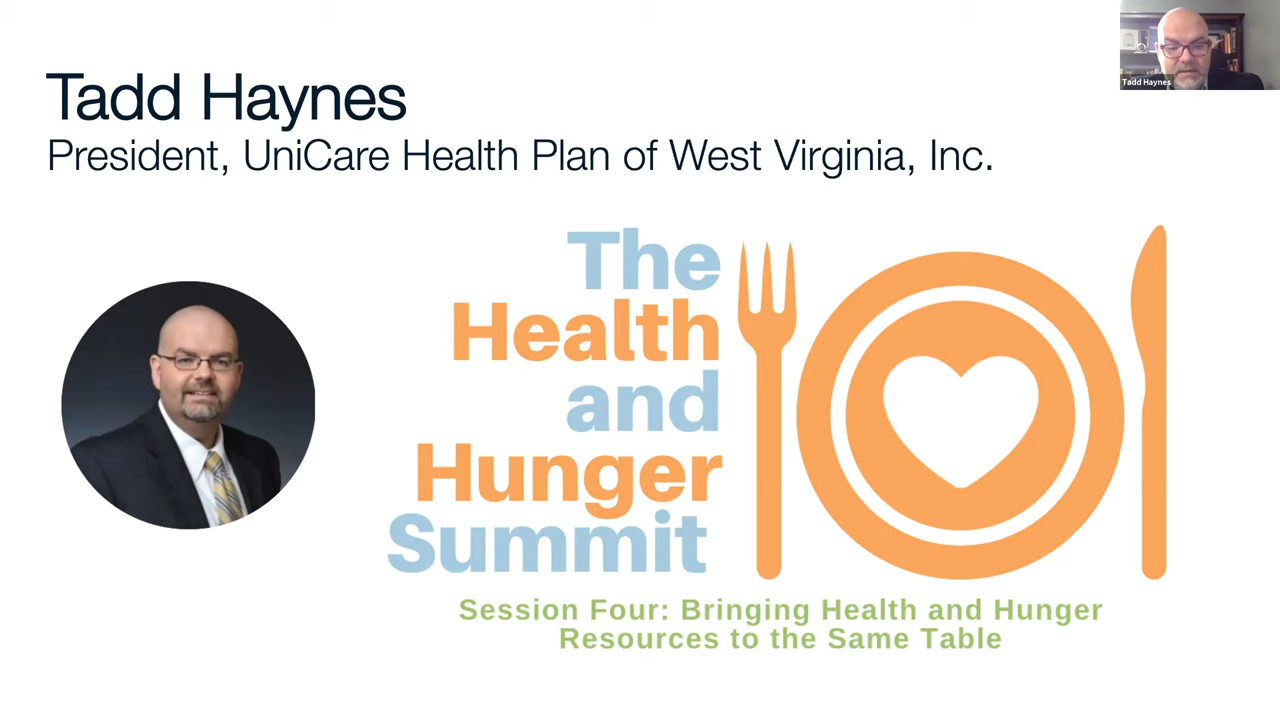 Tadd Haynes
President, UniCare Health Plan of West Virginia, Inc.
Tadd Haynes
The
Health
and
Hunger
Summit
Session Four: Bringing Health and Hunger
Resources to the Same Table